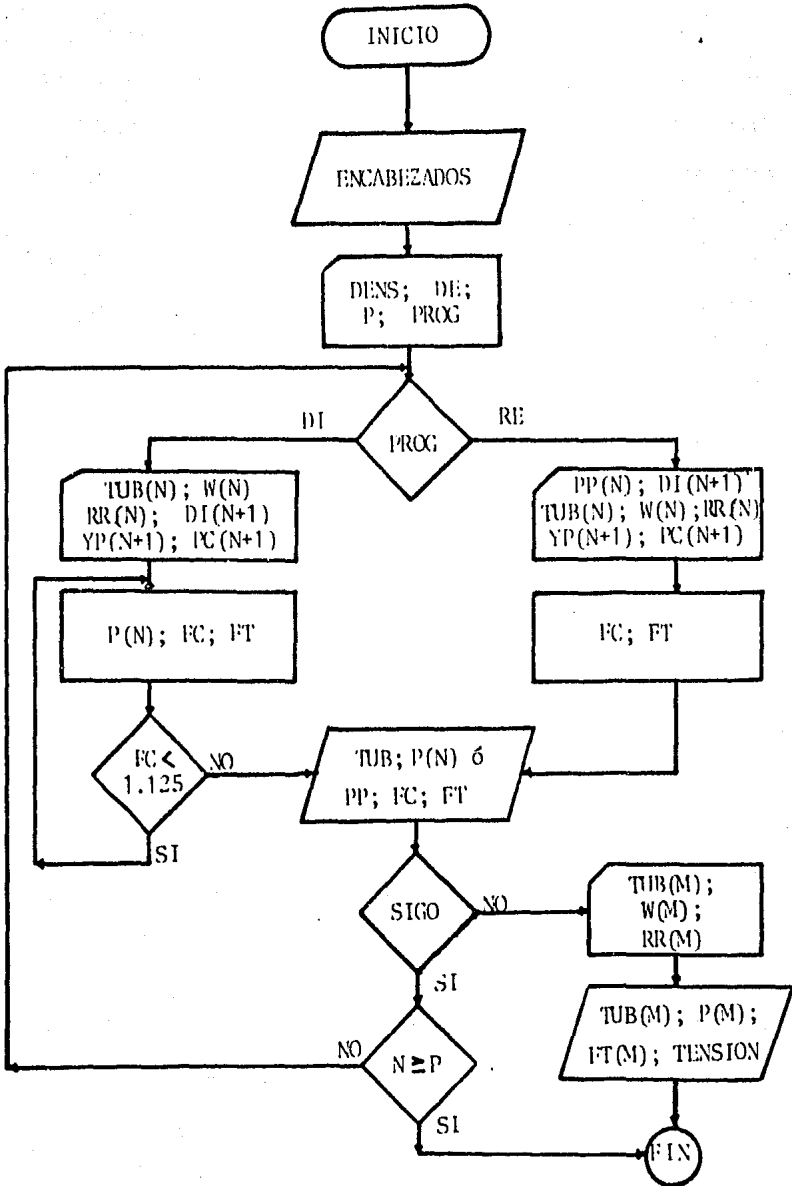 INICIO
ENCABEZADOS
DENS; DE;
P; PROG
DI
PROG
RE
TUB(N); W(N)
RR(N); DI(N+1)
YP(N+1); PC(N+1)
PP(N); DI(N+1)
TUB(N); W(N); RR(N)
YP(N+1); PC(N+1)
P(N); FC; FT
FC; FT
FC <
1.125
NO
SI
TUB; P(N) ó
PP; FC; FT
SIGO
NO
SI
TUB(M);
W(M);
RR(M)
TUB(M); P(M);
FT(M); TENSION
NO
N ≥ P
SI
FIN